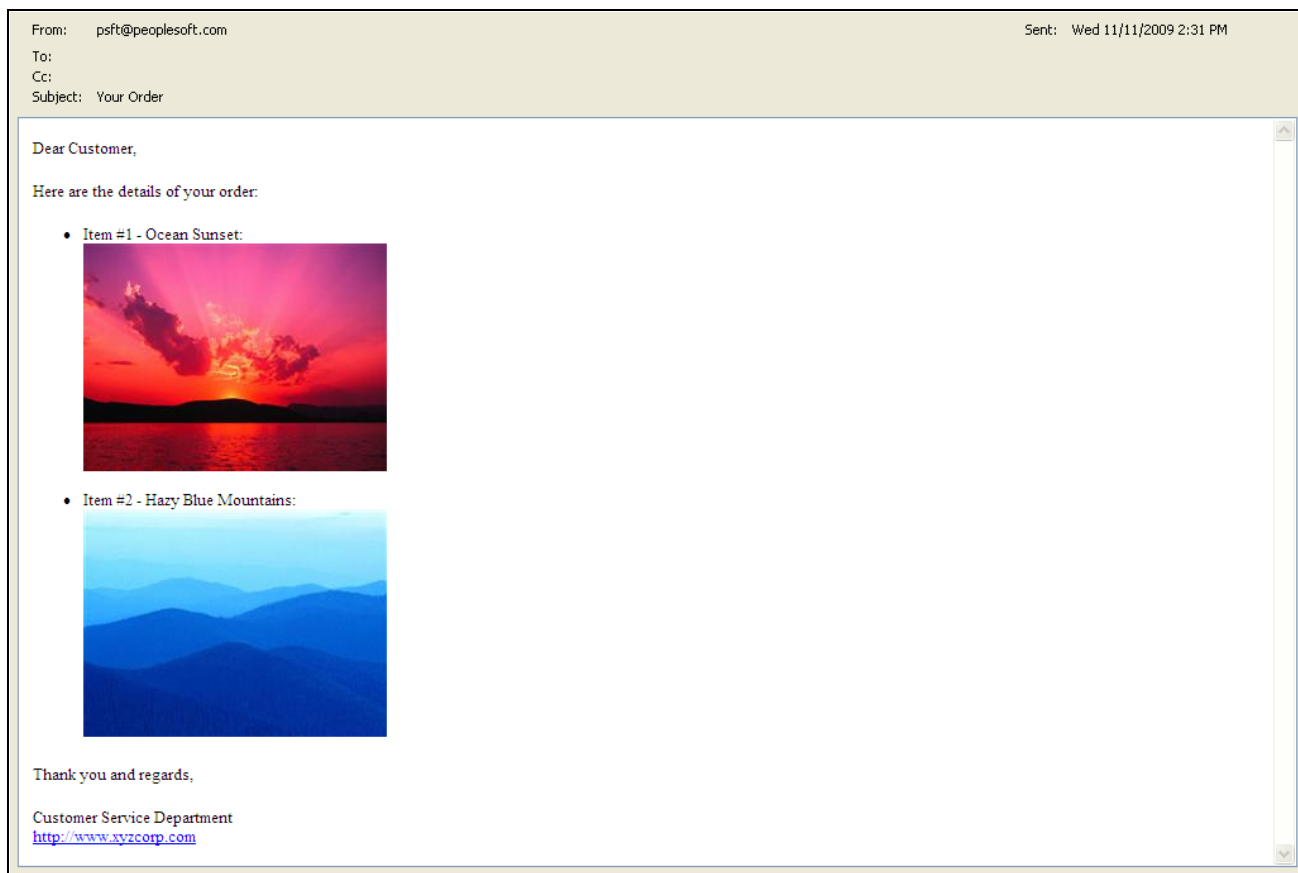 From: psft@peoplesoft.com Sent: Wed 11/11/2009 2:31 PM
To:
Cc:
Subject: Your Order
Dear Customer,
Here are the details of your order:
• Item #1 - Ocean Sunset:
• Item #2 - Hazy Blue Mountains:
Thank you and regards,
Customer Service Department
http://www.xyzcorp.com